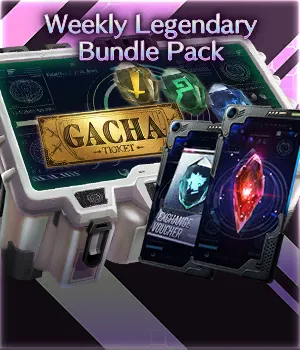 Weekly Legendary
Bundle Pack
GACHA
TICKET
EXCHANGE
VOUCHER